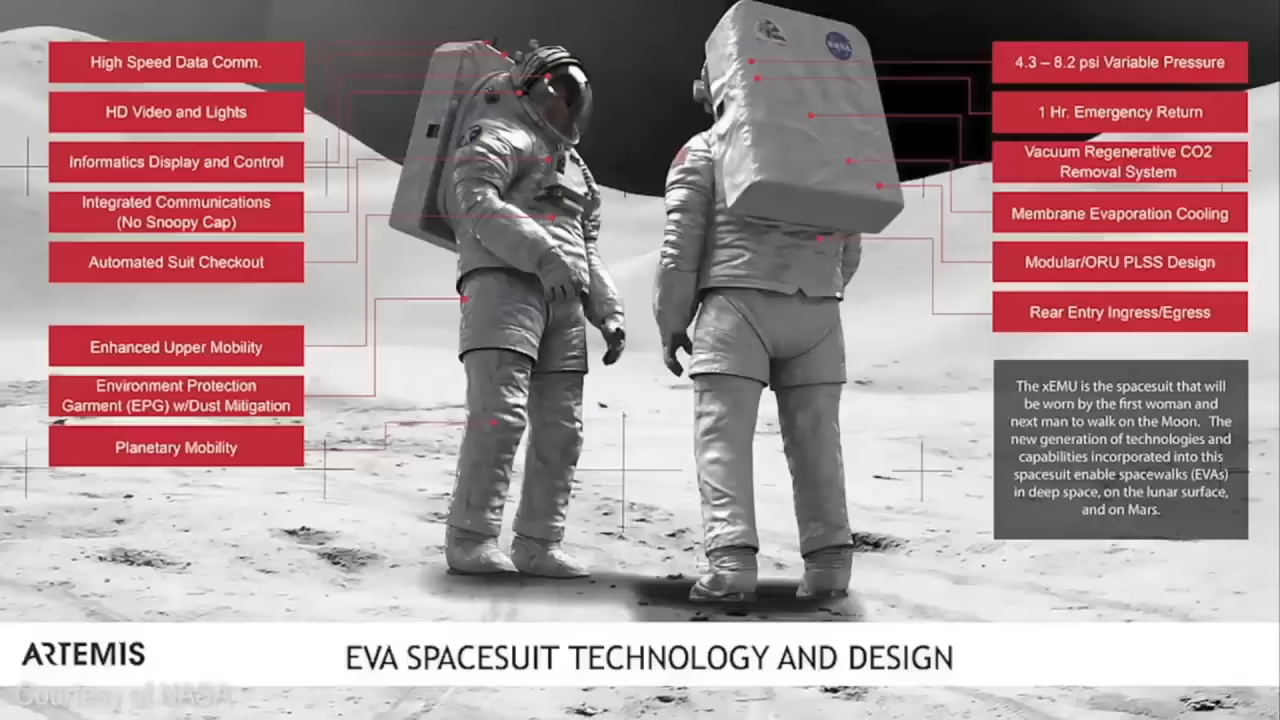 High Speed Data Comm.
HD Video and Lights
Informatics Display and Control
Integrated Communications
(No Snoopy Cap)
Automated Suit Checkout
Enhanced Upper Mobility
Environment Protection
Garment (EPG) w/Dust Mitigation
Planetary Mobility
NASA
4.3 – 8.2 psi Variable Pressure
1 Hr. Emergency Return
Vacuum Regenerative CO2
Removal System
Membrane Evaporation Cooling
Modular/ORU PLSS Design
Rear Entry Ingress/Egress
The xEMU is the spacesuit that will
be worn by the first woman and
next man to walk on the Moon. The
new generation of technologies and
capabilities incorporated into this
spacesuit enable spacewalks (EVAs)
in deep space, on the lunar surface,
and on Mars.
ARTEMIS
EVA SPACESUIT TECHNOLOGY AND DESIGN
Courtesy of NASA